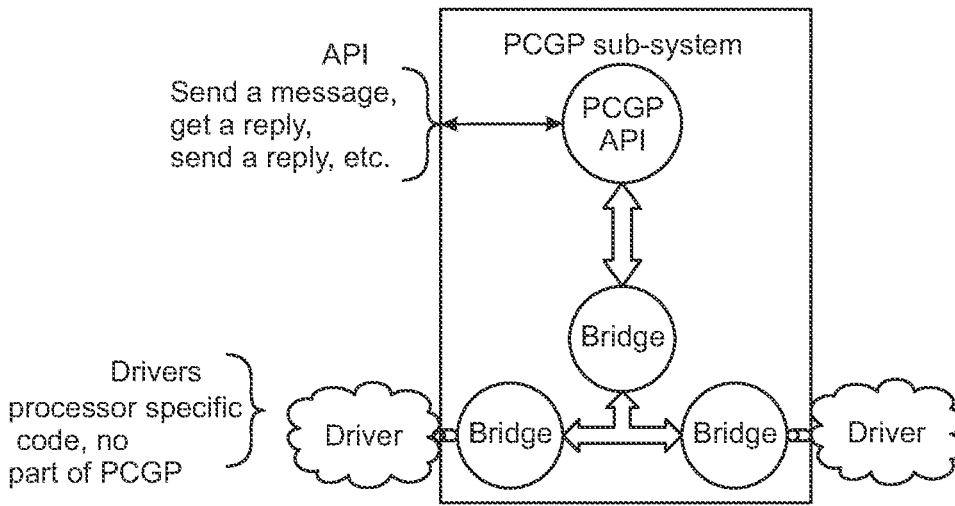 API
Send a message,
get a reply,
send a reply, etc.
PCGP sub-system
PCGP
API
Bridge
Drivers
processor specific
code, no
part of PCGP
Driver
Bridge
Bridge
Driver